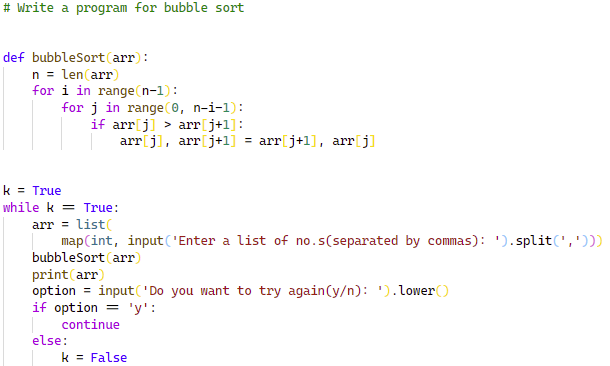 # Write a program for bubble sort
def bubbleSort(arr):
    n = len(arr)
    for i in range(n-1):
        for j in range(0, n-i-1):
            if arr[j] > arr[j+1]:
                arr[j], arr[j+1] = arr[j+1], arr[j]
k = True
while k == True:
    arr = list(
        map(int, input('Enter a list of no.s(separated by commas): ').split(',')))
    bubbleSort(arr)
    print(arr)
    option = input('Do you want to try again(y/n): ').lower()
    if option == 'y':
        continue
    else:
        k = False